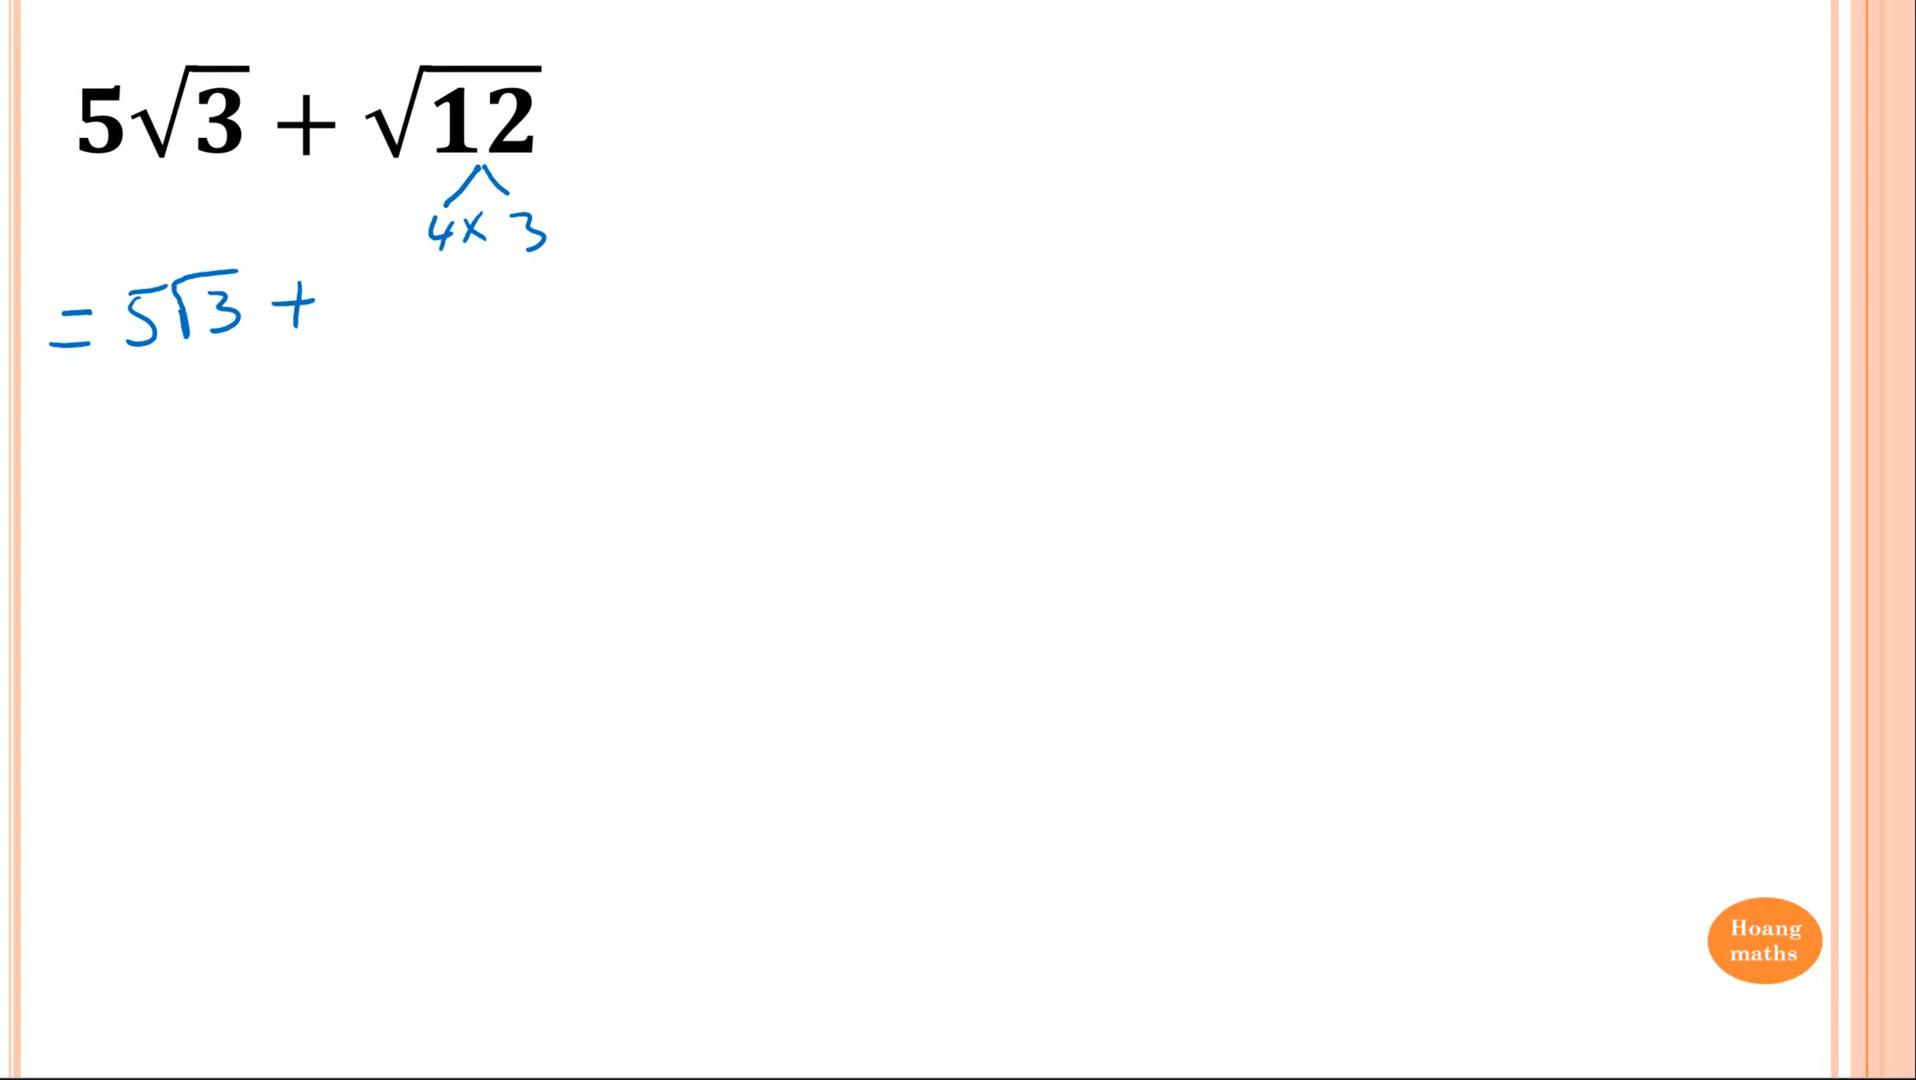 5√3 + √12
4 x 3
= 5√3 +
Hoang
maths